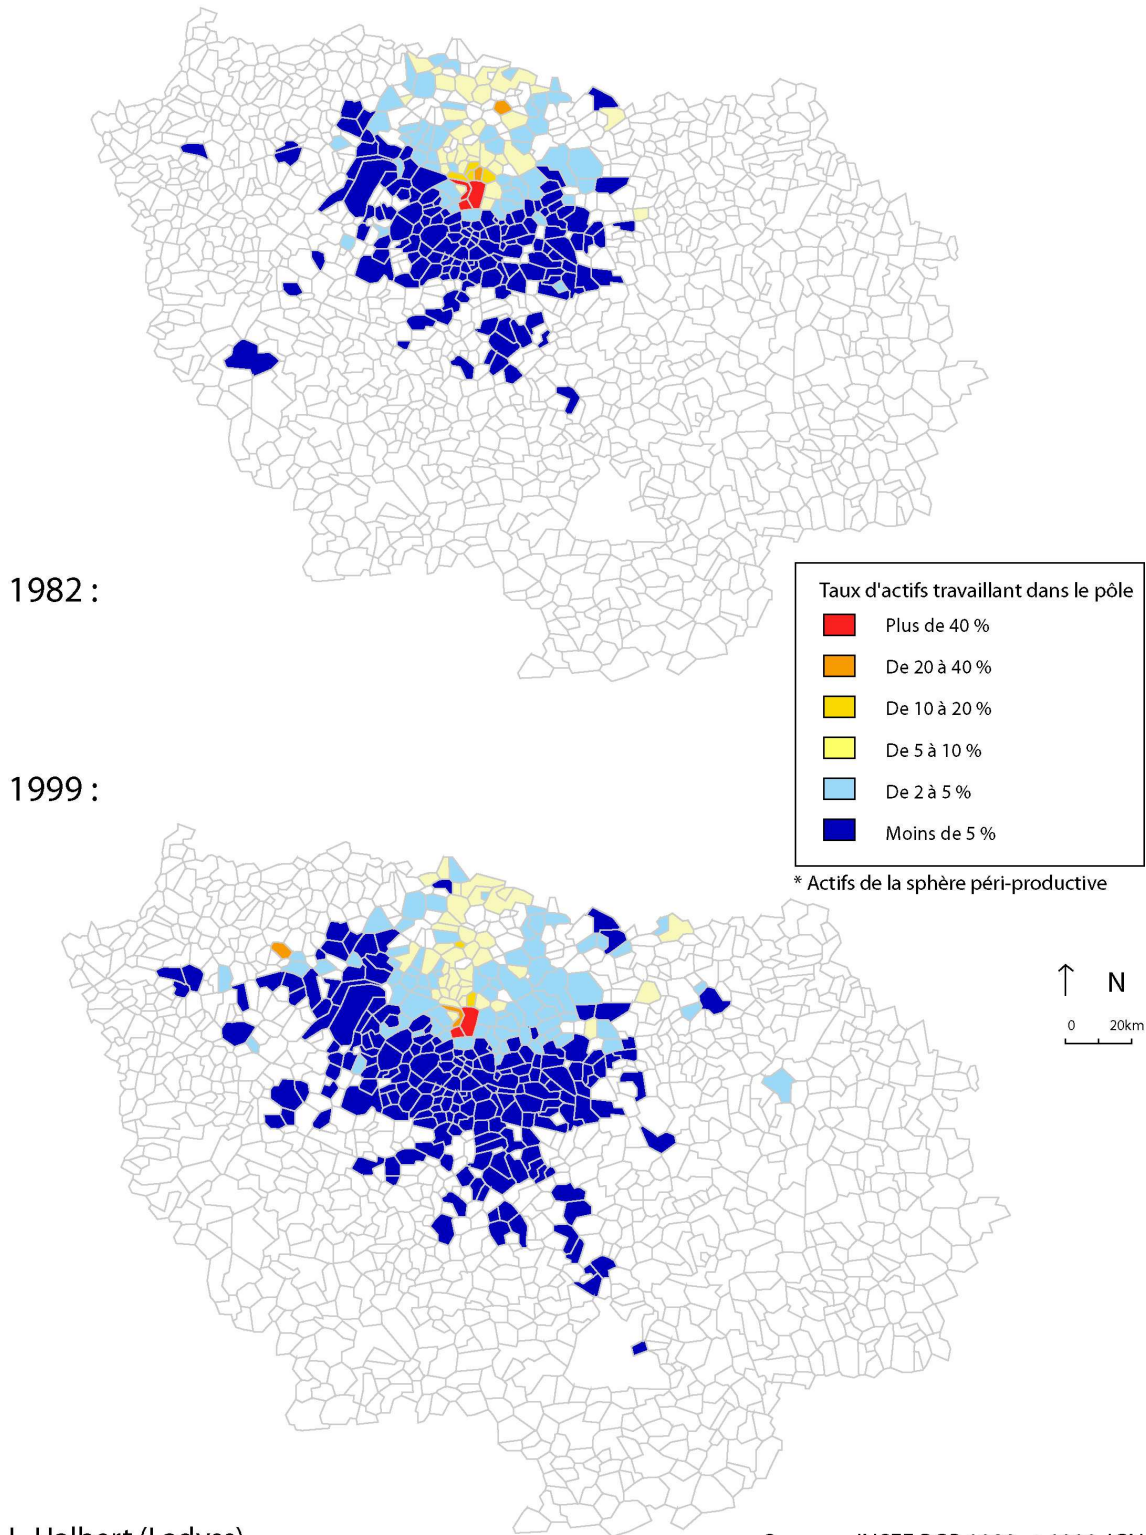 1982 :
Taux d'actifs travaillant dans le pôle
Plus de 40 %
De 20 à 40 %
De 10 à 20 %
De 5 à 10 %
De 2 à 5 %
Moins de 5 %
1999 :
* Actifs de la sphère péri-productive
N
0 20km